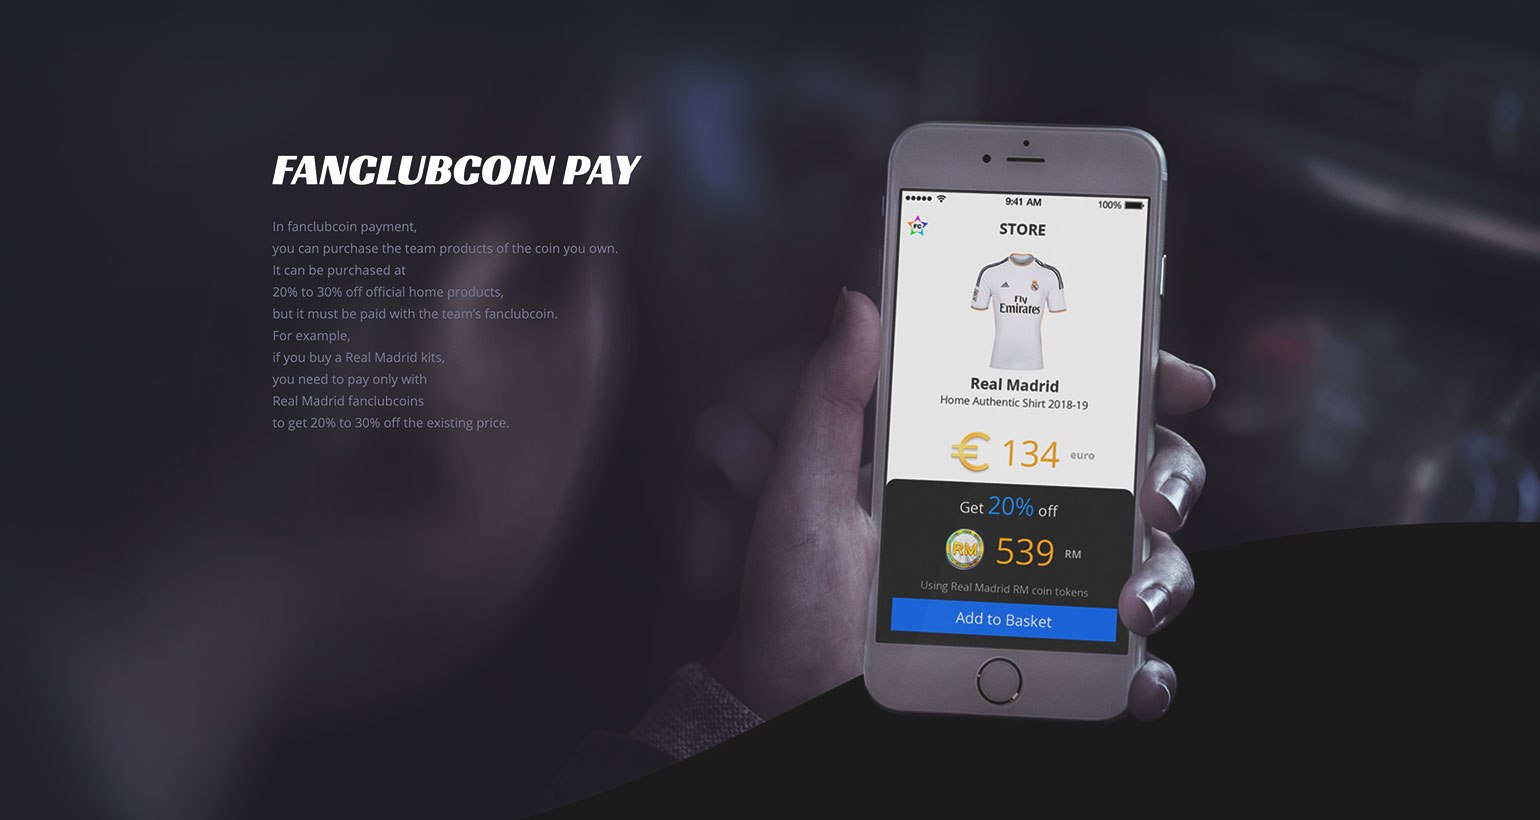 FANCLUBCOIN PAY
In fanclubcoin payment,
you can purchase the team products of the coin you own.
It can be purchased at
20% to 30% off official home products,
but it must be paid with the team's fanclubcoin.
For example,
if you buy a Real Madrid kits,
you need to pay only with
Real Madrid fanclubcoins
to get 20% to 30% off the existing price.
9:41 AM
100%
FC
STORE
Fly
Emirates
Real Madrid
Home Authentic Shirt 2018-19
€ 134 euro
Get 20% off
RM 539 RM
Using Real Madrid RM coin tokens
Add to Basket